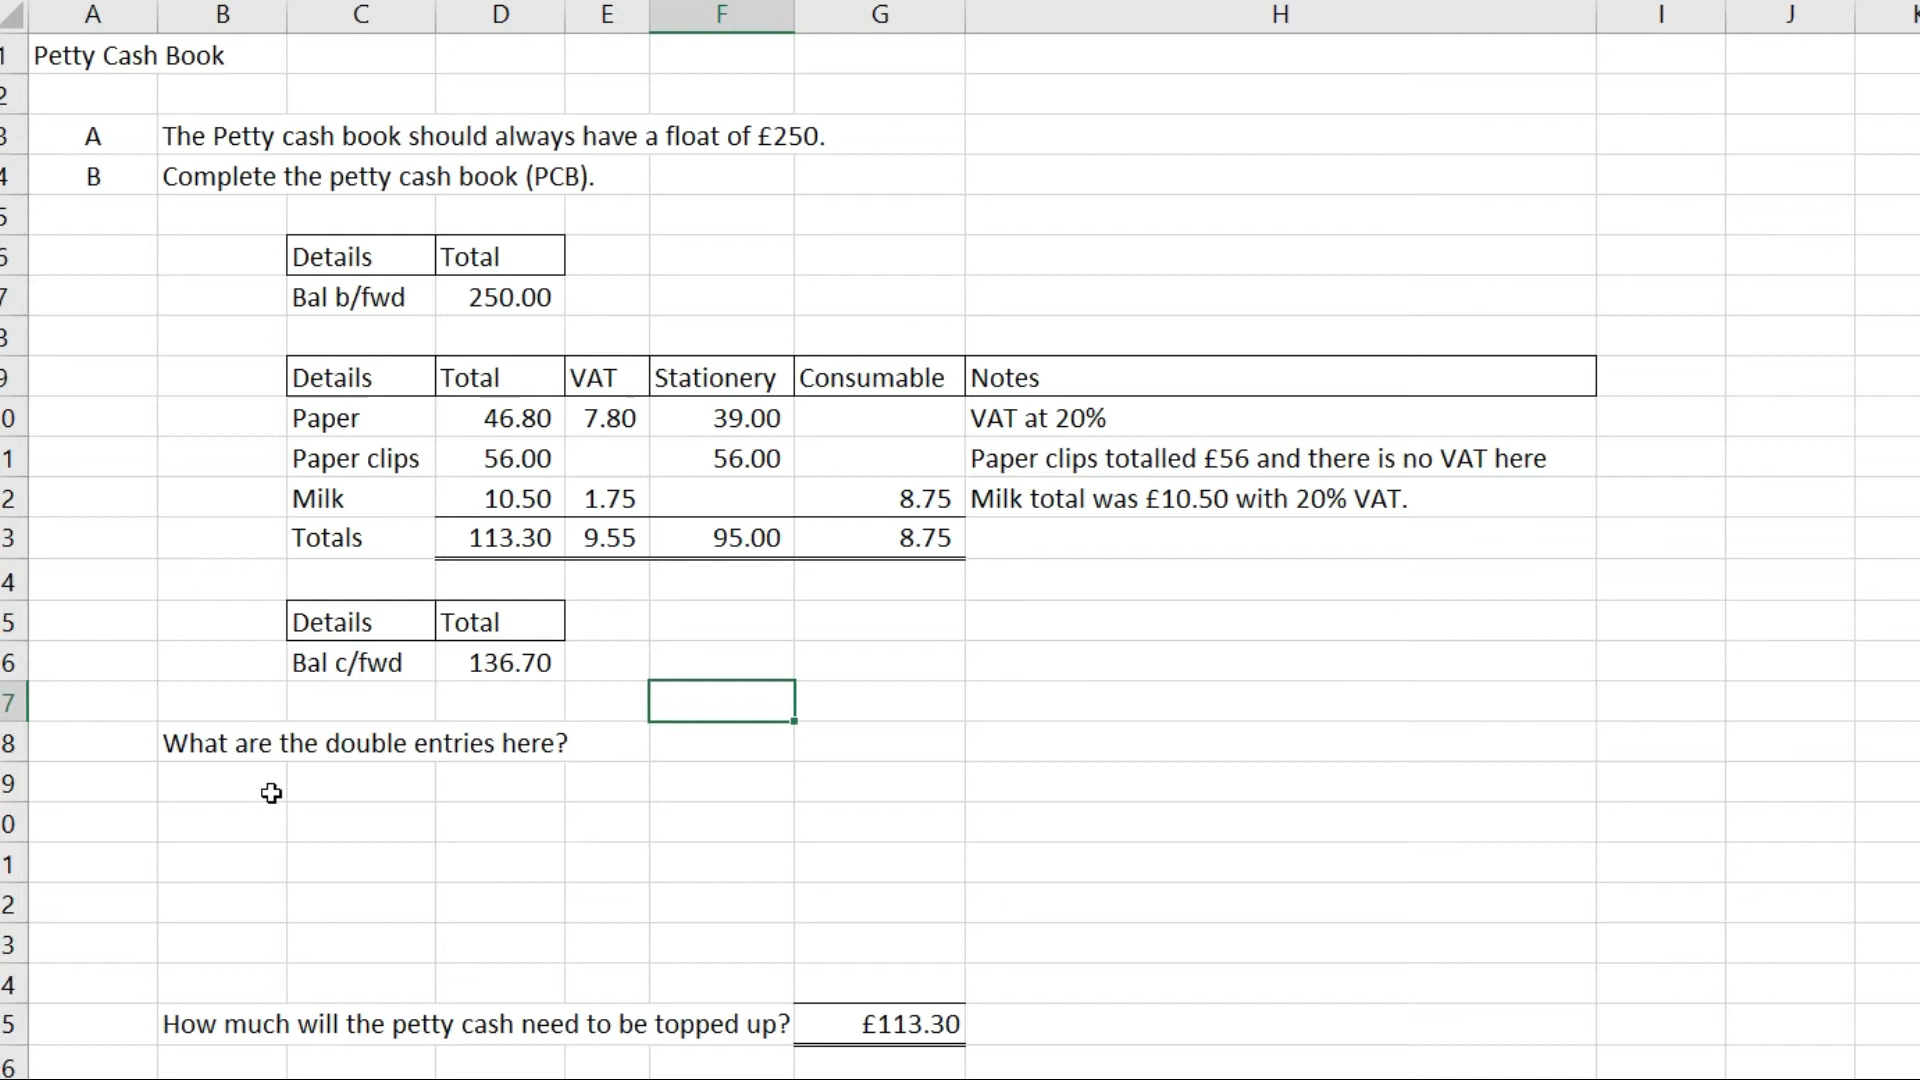 A B C D E F G H I J K
1 Petty Cash Book
2
3 A The Petty cash book should always have a float of £250.
4 B Complete the petty cash book (PCB).
5
6 Details Total
7 Bal b/fwd 250.00
8
9 Details Total VAT Stationery Consumable Notes
0 Paper 46.80 7.80 39.00 VAT at 20%
1 Paper clips 56.00 56.00 Paper clips totalled £56 and there is no VAT here
2 Milk 10.50 1.75 8.75 Milk total was £10.50 with 20% VAT.
3 Totals 113.30 9.55 95.00 8.75
4
5 Details Total
6 Bal c/fwd 136.70
7
8 What are the double entries here?
9
0
1
2
3
4
5 How much will the petty cash need to be topped up? £113.30
6